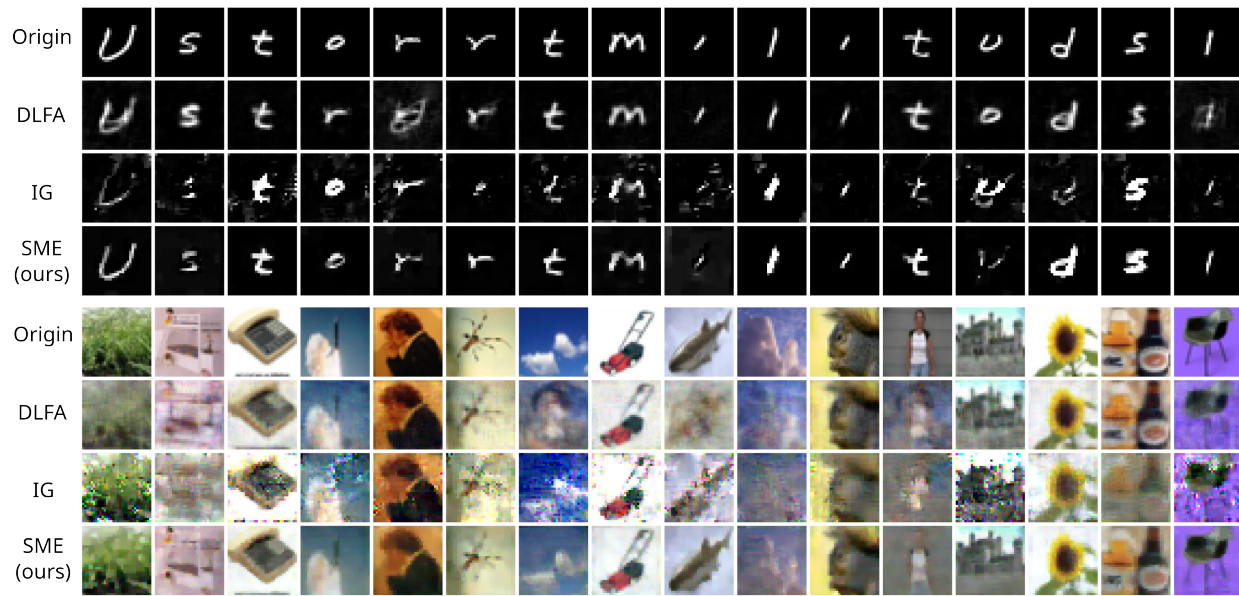 Origin U s t o r r t m / l / t u d s l
DLFA U s t r r t m / l / t o d s
IG U t o r m l / t u s
SME U s t o r r t m l / t d s l
(ours)
Origin
DLFA
IG
SME
(ours)